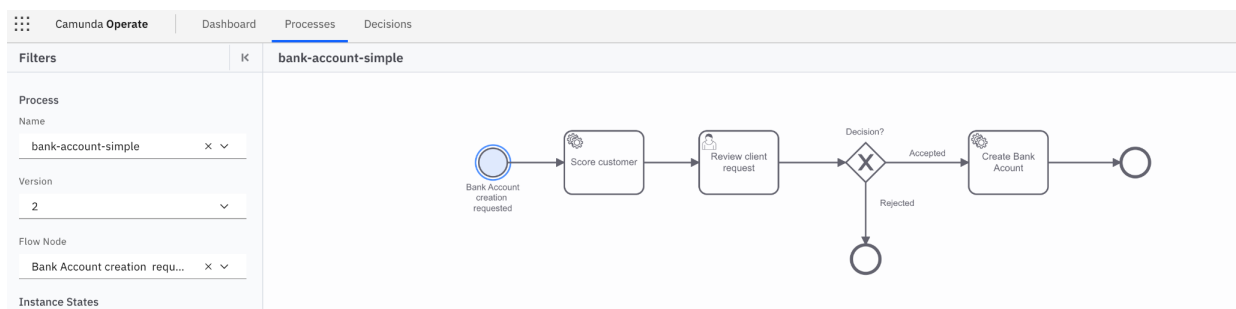 Camunda Operate
Dashboard
Processes
Decisions
Filters
bank-account-simple
Process
Name
bank-account-simple
Version
2
Flow Node
Bank Account creation requ...
Instance States
Bank Account
creation
requested
Score customer
Review client
request
Decision?
X
Accepted
Rejected
Create Bank
Acount